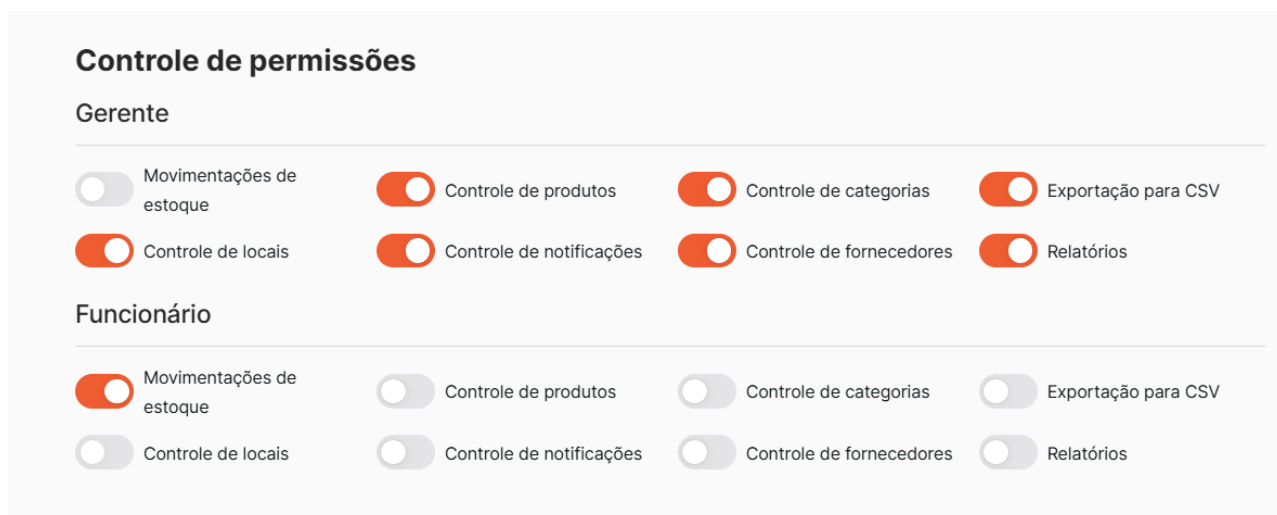 Controle de permissões
Gerente
Movimentações de
estoque
Controle de produtos
Controle de categorias
Exportação para CSV
Controle de locais
Controle de notificações
Controle de fornecedores
Relatórios
Funcionário
Movimentações de
estoque
Controle de produtos
Controle de categorias
Exportação para CSV
Controle de locais
Controle de notificações
Controle de fornecedores
Relatórios